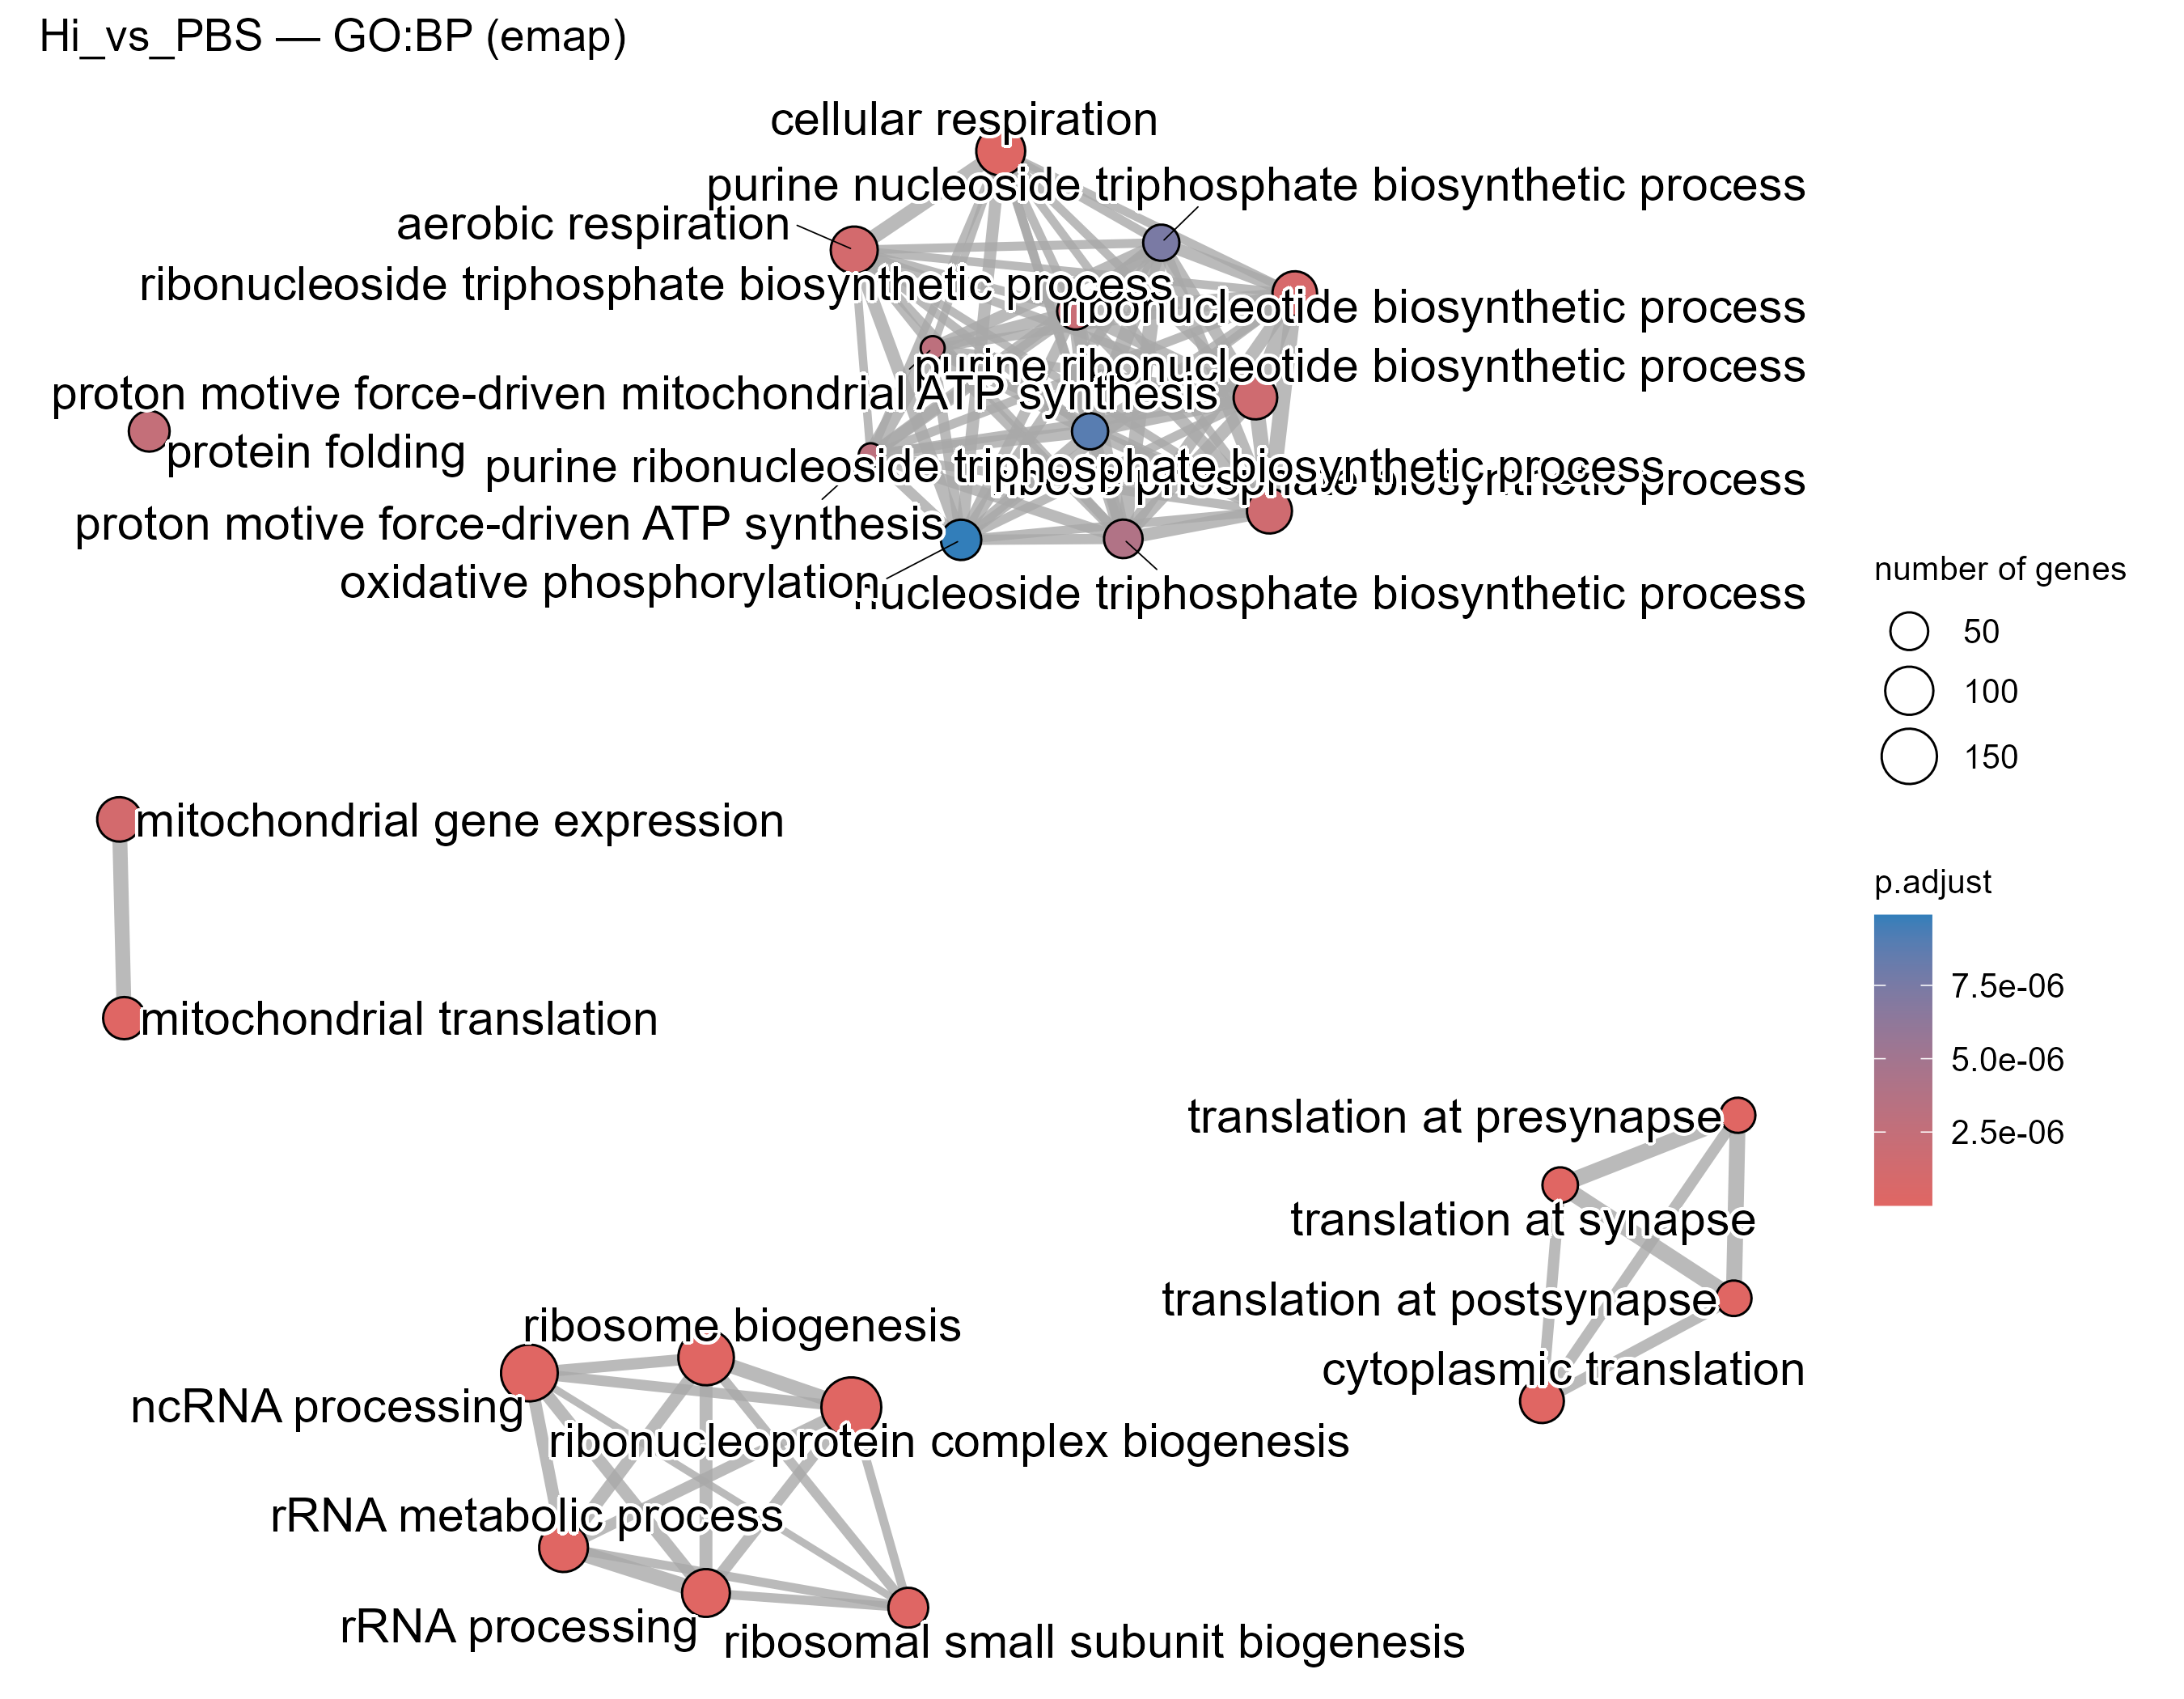 Hi_vs_PBS — GO:BP (emap)
cellular respiration
purine nucleoside triphosphate biosynthetic process
aerobic respiration
ribonucleoside triphosphate biosynthetic process
ribonucleotide biosynthetic process
purine ribonucleotide biosynthetic process
proton motive force-driven mitochondrial ATP synthesis
protein folding
purine ribonucleoside triphosphate biosynthetic process
ribose phosphate biosynthetic process
proton motive force-driven ATP synthesis
oxidative phosphorylation
nucleoside triphosphate biosynthetic process
number of genes
50
100
150
mitochondrial gene expression
p.adjust
7.5e-06
5.0e-06
2.5e-06
mitochondrial translation
translation at presynapse
translation at synapse
translation at postsynapse
cytoplasmic translation
ribosome biogenesis
ncRNA processing
ribonucleoprotein complex biogenesis
rRNA metabolic process
rRNA processing
ribosomal small subunit biogenesis